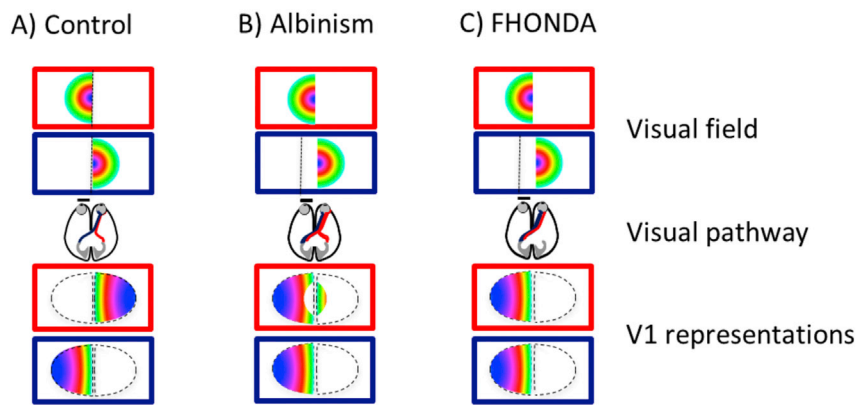 A) Control
B) Albinism
C) FHONDA
Visual field
Visual pathway
V1 representations